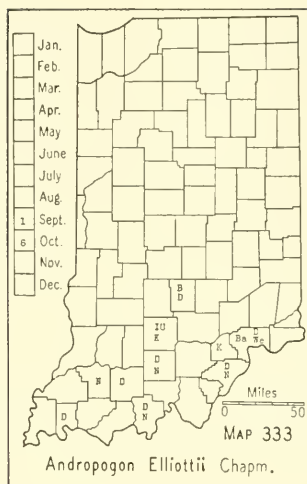 Jan.
Feb.
Mar.
Apr.
May
June
July
Aug.
1 Sept.
6 Oct.
Nov.
Dec.
B
D
IU
K
D
N
K
Ba
D
We
D
N
N
D
D
N
D
Miles
0 50
MAP 333
Andropogon Elliottii Chapm.